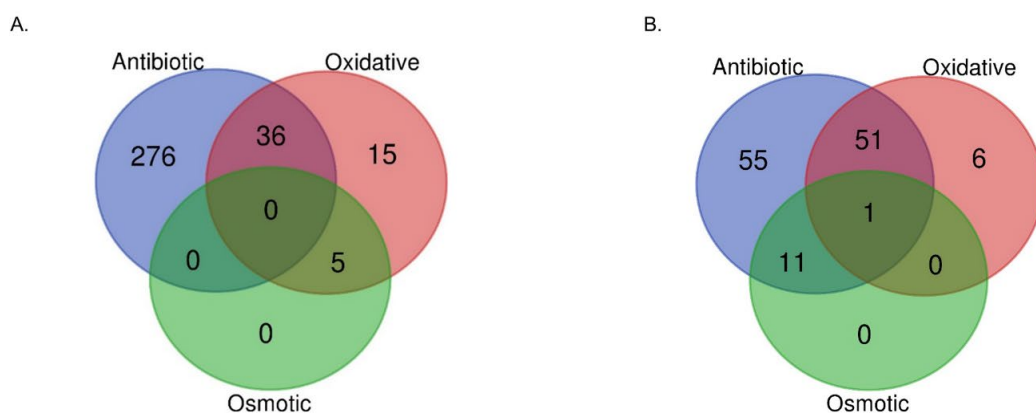 A.
B.
Antibiotic
Oxidative
276
36
15
0
0
5
0
Osmotic
Antibiotic
Oxidative
55
51
6
1
11
0
0
Osmotic